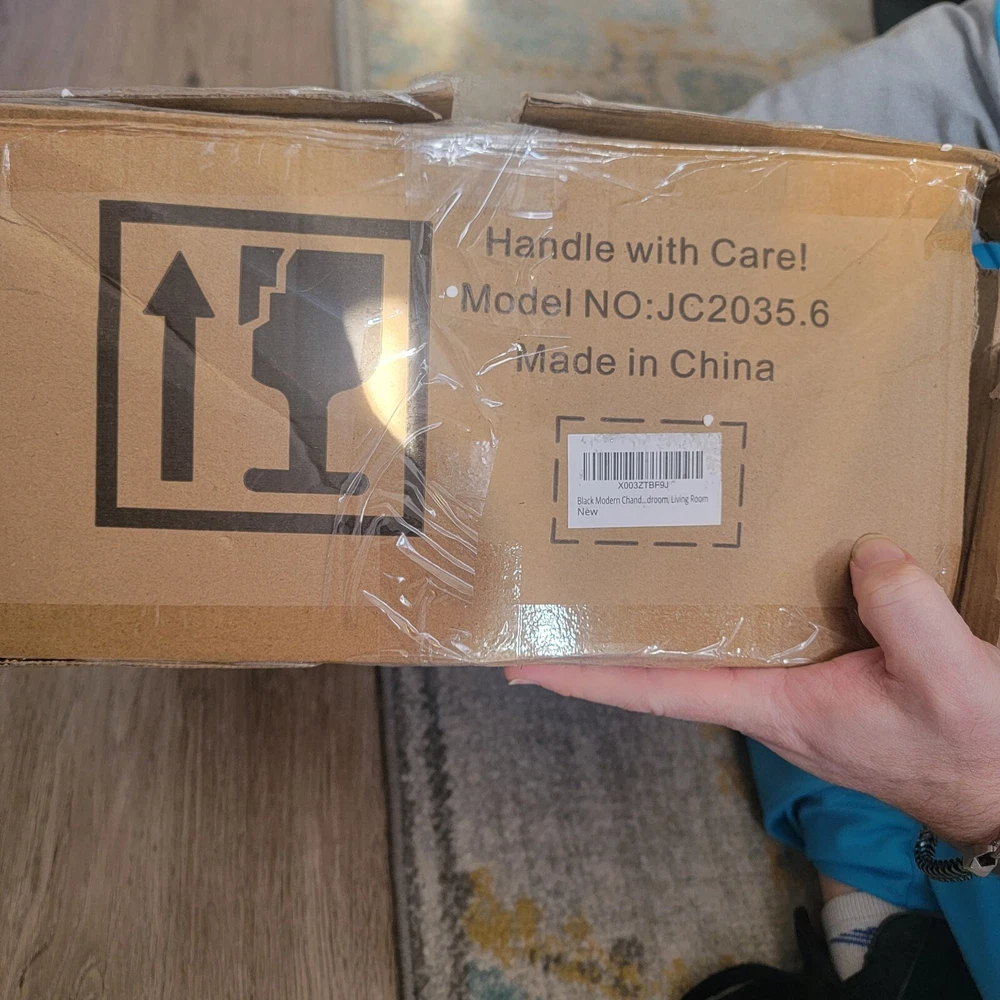 Handle with Care!
Model NO:JC2035.6
Made in China
X003ZTBF9J
Black Modern Chand...droom, Living Room
New